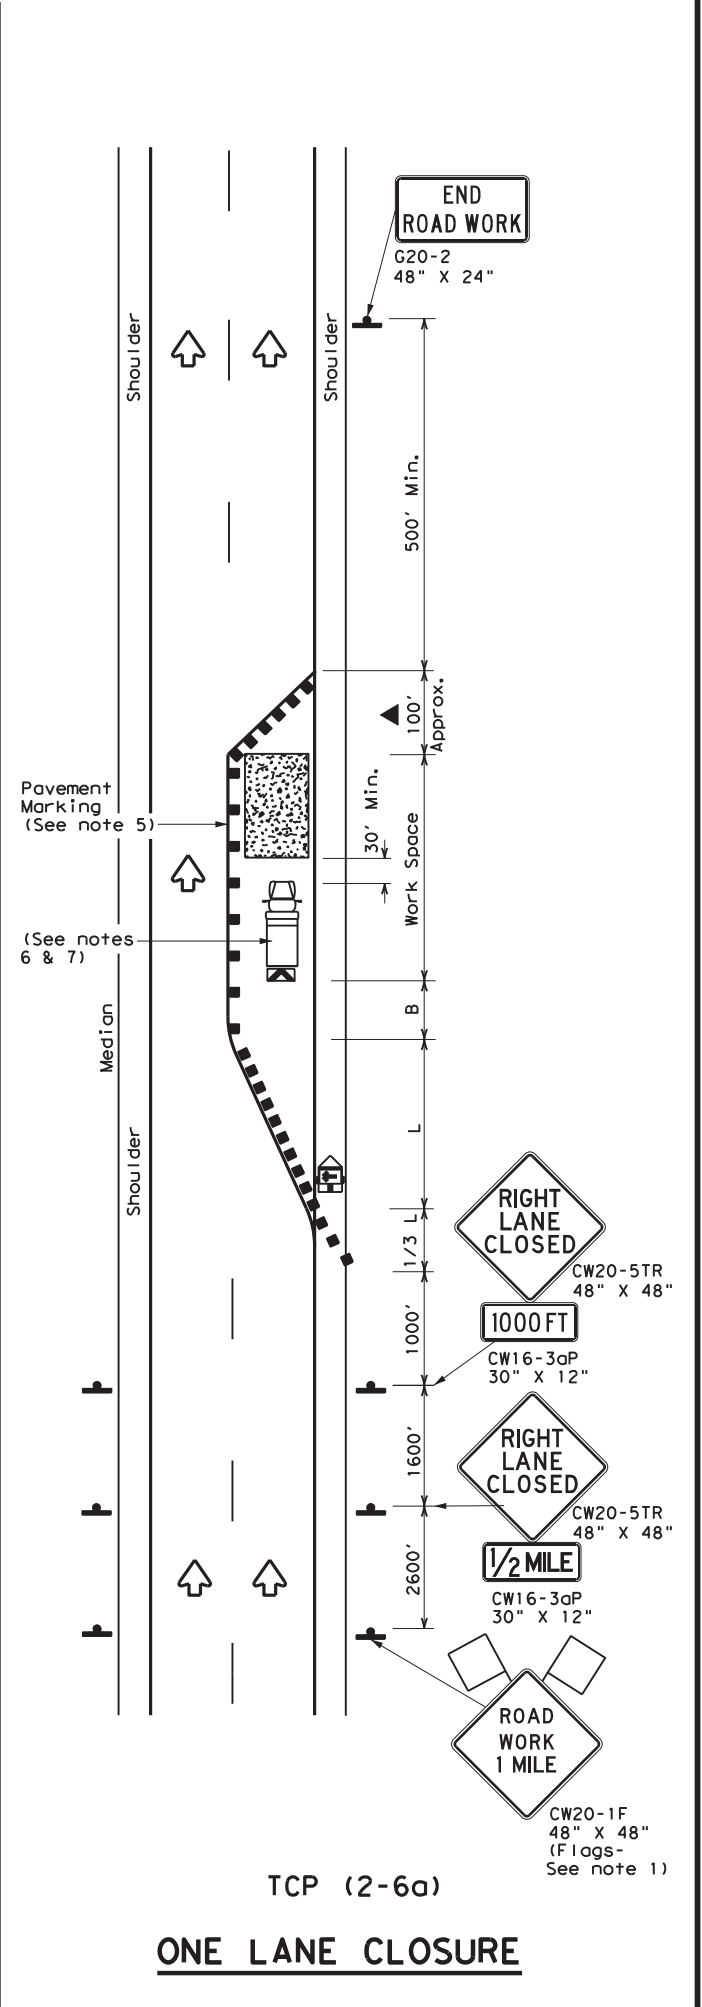 END
ROAD WORK
G20-2
48" X 24"
Shoulder
Shoulder
500' Min.
100'
Approx.
30' Min.
Pavement
Marking
(See note 5)
Work Space
(See notes
6 & 7)
B
Median
L
Shoulder
RIGHT
LANE
CLOSED
1/3 L
CW20-5TR
48" X 48"
1000 FT
1000'
CW16-3aP
30" X 12"
RIGHT
LANE
CLOSED
1600'
CW20-5TR
48" X 48"
1/2 MILE
2600'
CW16-3aP
30" X 12"
ROAD
WORK
1 MILE
CW20-1F
48" X 48"
(Flags-
See note 1)
TCP (2-6a)
ONE LANE CLOSURE